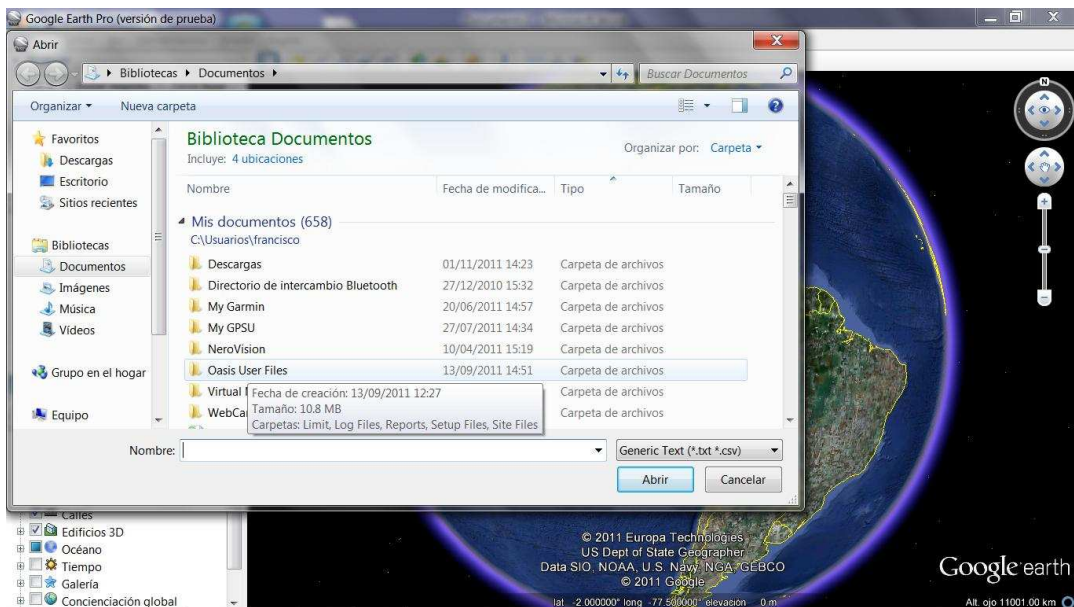 Google Earth Pro (versión de prueba)
Abrir
Bibliotecas Documentos
Buscar Documentos
Organizar Nueva carpeta
Favoritos
Descargas
Escritorio
Sitios recientes
Bibliotecas
Documentos
Imágenes
Música
Vídeos
Grupo en el hogar
Equipo
Biblioteca Documentos
Incluye: 4 ubicaciones
Organizar por: Carpeta
Nombre Fecha de modifica... Tipo Tamaño
Mis documentos (658)
C:\Usuarios\francisco
Descargas 01/11/2011 14:23 Carpeta de archivos
Directorio de intercambio Bluetooth 27/12/2010 15:32 Carpeta de archivos
My Garmin 20/06/2011 14:57 Carpeta de archivos
My GPSU 27/07/2011 14:34 Carpeta de archivos
NeroVision 10/04/2011 15:19 Carpeta de archivos
Oasis User Files 13/09/2011 14:51 Carpeta de archivos
Virtual Carpeta de archivos
WebCa Carpeta de archivos
Fecha de creación: 13/09/2011 12:27
Tamaño: 10.8 MB
Carpetas: Limit, Log Files, Reports, Setup Files, Site Files
Nombre:
Generic Text (*.txt *.csv)
Abrir Cancelar
Calles
Edificios 3D
Océano
Tiempo
Galería
Concienciación global
N
© 2011 Europa Technologies
US Dept of State Geographer
Data SIO, NOAA, U.S. Navy, NGA, GEBCO
© 2011 Google
Google earth
lat -2.000000° long -77.500000° elevación 0 m
Alt. ojo 11001.00 km